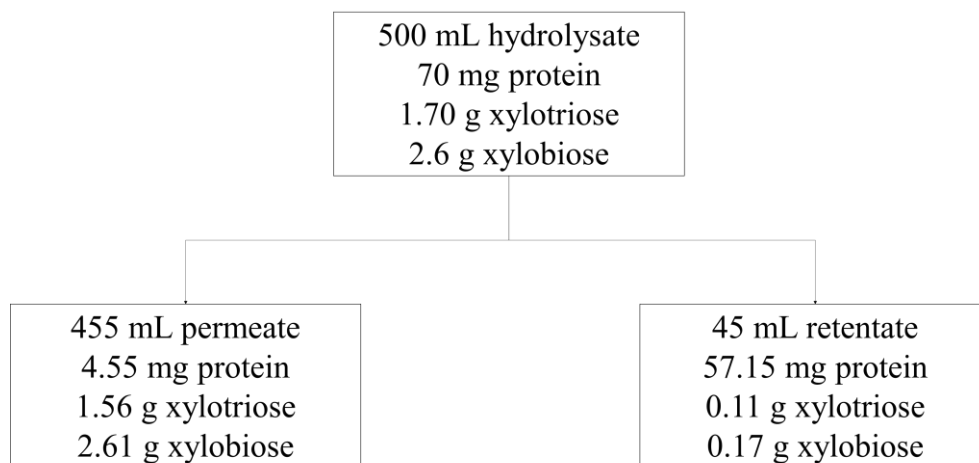 500 mL hydrolysate
70 mg protein
1.70 g xylotriose
2.6 g xylobiose
455 mL permeate
4.55 mg protein
1.56 g xylotriose
2.61 g xylobiose
45 mL retentate
57.15 mg protein
0.11 g xylotriose
0.17 g xylobiose